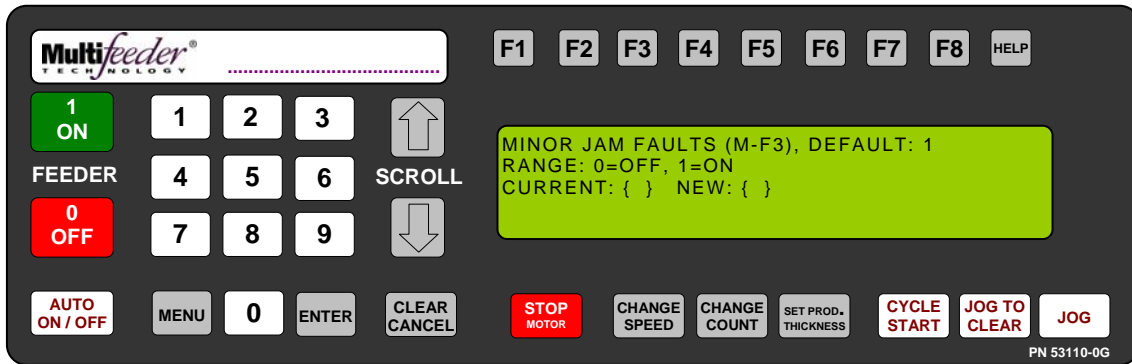 Multifeeder®
TECHNOLOGY
F1 F2 F3 F4 F5 F6 F7 F8 HELP
1
ON
FEEDER
0
OFF
1 2 3
4 5 6
7 8 9
SCROLL
MINOR JAM FAULTS (M-F3), DEFAULT: 1
RANGE: 0=OFF, 1=ON
CURRENT: { } NEW: { }
AUTO
ON / OFF
MENU
0
ENTER
CLEAR
CANCEL
STOP
MOTOR
CHANGE
SPEED
CHANGE
COUNT
SET PROD.
THICKNESS
CYCLE
START
JOG TO
CLEAR
JOG
PN 53110-0G